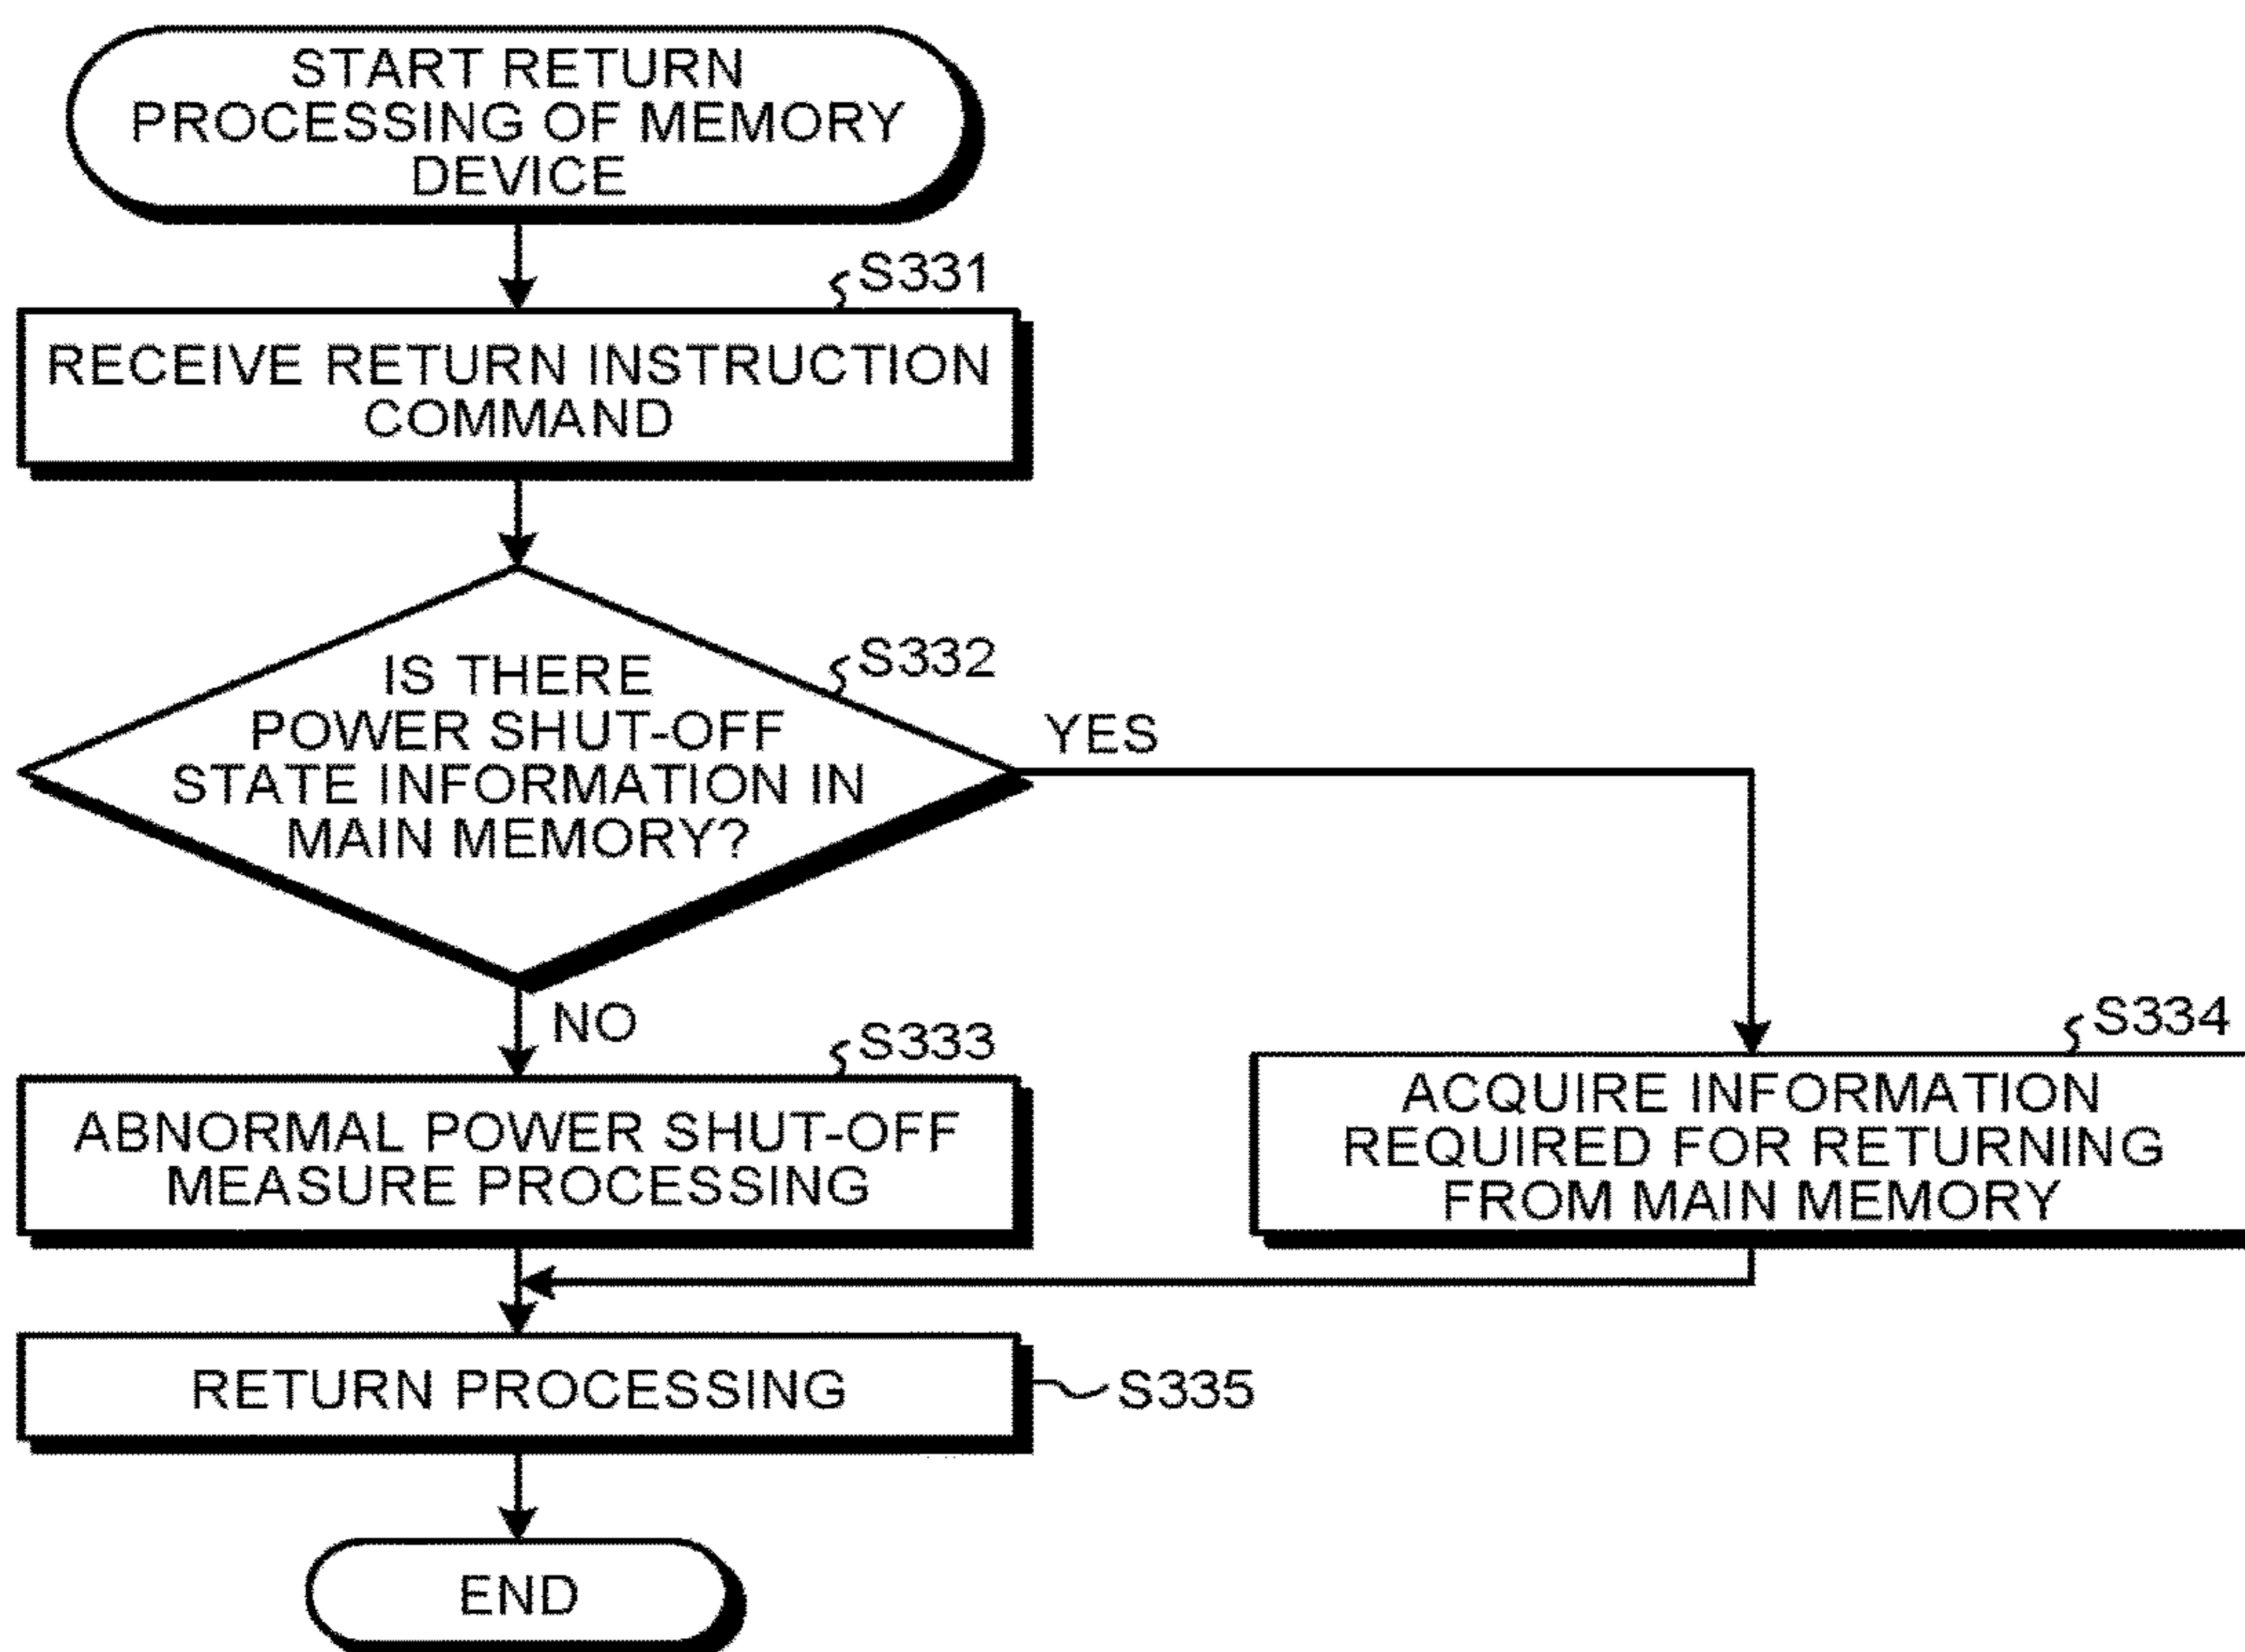 START RETURN
PROCESSING OF MEMORY
DEVICE
S331
RECEIVE RETURN INSTRUCTION
COMMAND
S332
IS THERE
POWER SHUT-OFF
STATE INFORMATION IN
MAIN MEMORY?
YES
NO
S333
ABNORMAL POWER SHUT-OFF
MEASURE PROCESSING
S334
ACQUIRE INFORMATION
REQUIRED FOR RETURNING
FROM MAIN MEMORY
RETURN PROCESSING
S335
END